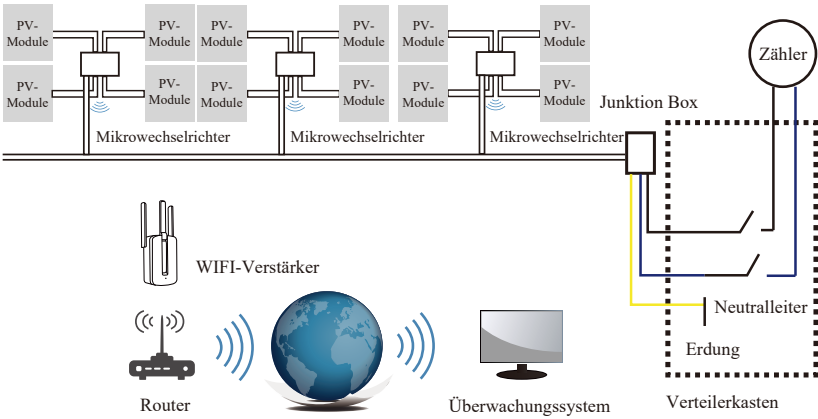 PV-
Module
PV-
Module
PV-
Module
PV-
Module
PV-
Module
PV-
Module
PV-
Module
PV-
Module
PV-
Module
PV-
Module
PV-
Module
PV-
Module
Zähler
Junktion Box
Mikrowechselrichter
Mikrowechselrichter
Mikrowechselrichter
WIFI-Verstärker
Neutralleiter
Erdung
Router
Überwachungssystem
Verteilerkasten